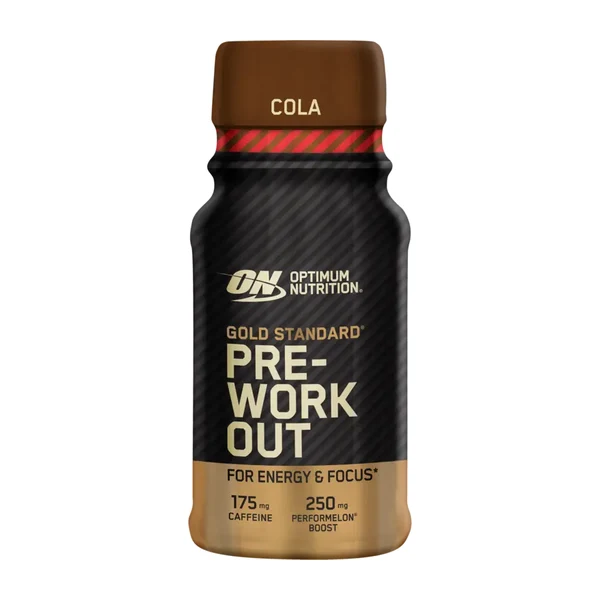 COLA
ON OPTIMUM
NUTRITION®
GOLD STANDARD®
PRE-
WORK
OUT
FOR ENERGY & FOCUS*
175 mg 250 mg
CAFFEINE PERFORMELON®
BOOST